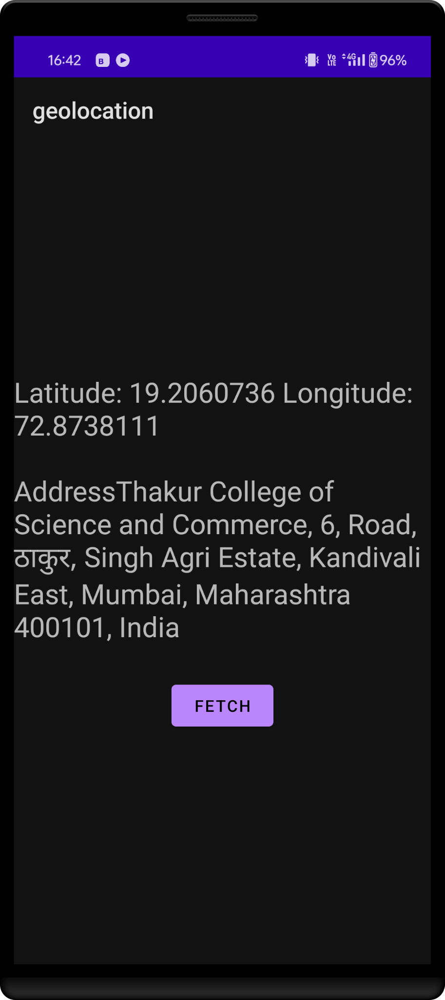 16:42 B Vo LTE 4G 96%
geolocation
Latitude: 19.2060736 Longitude:
72.8738111
AddressThakur College of
Science and Commerce, 6, Road,
ठाकुर, Singh Agri Estate, Kandivali
East, Mumbai, Maharashtra
400101, India
FETCH